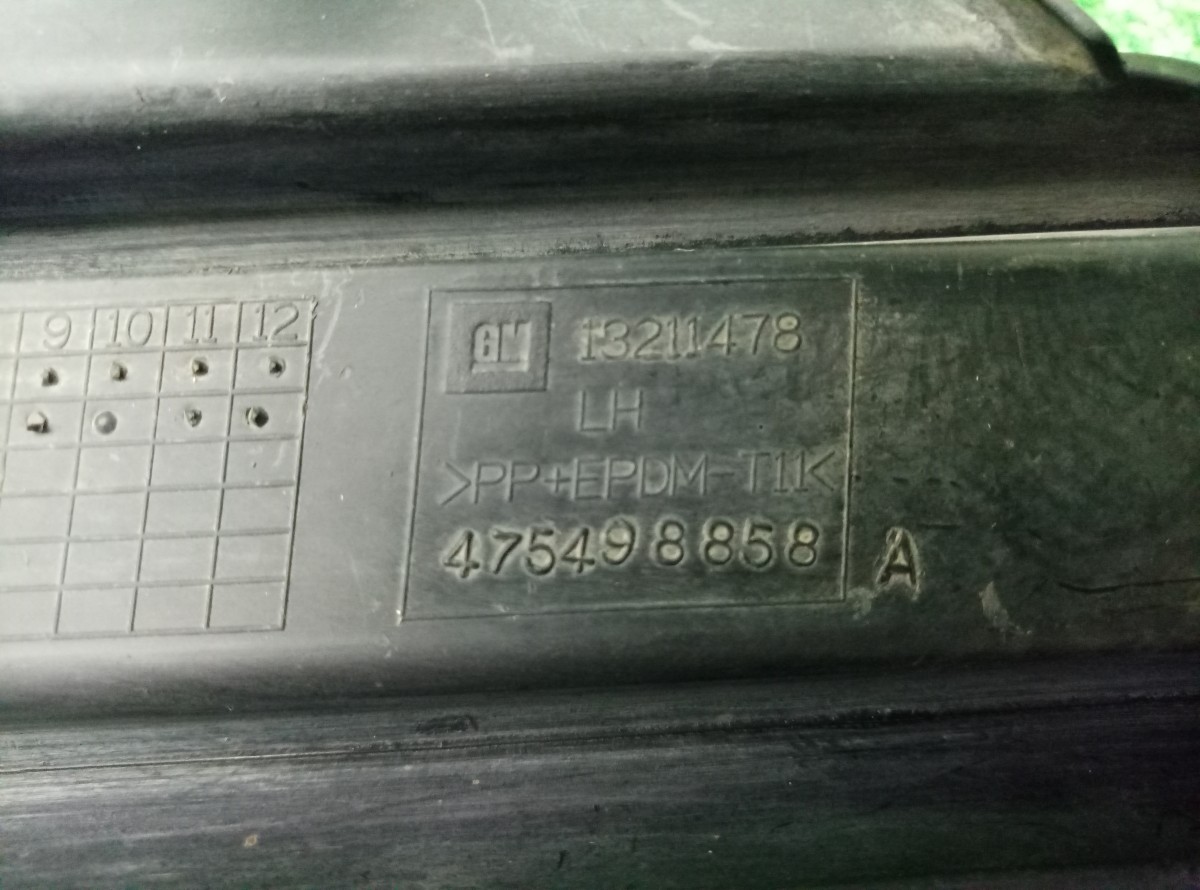 9 10 11 12
GM 13211478
LH
>PP+EPDM-T11<
475498858 A